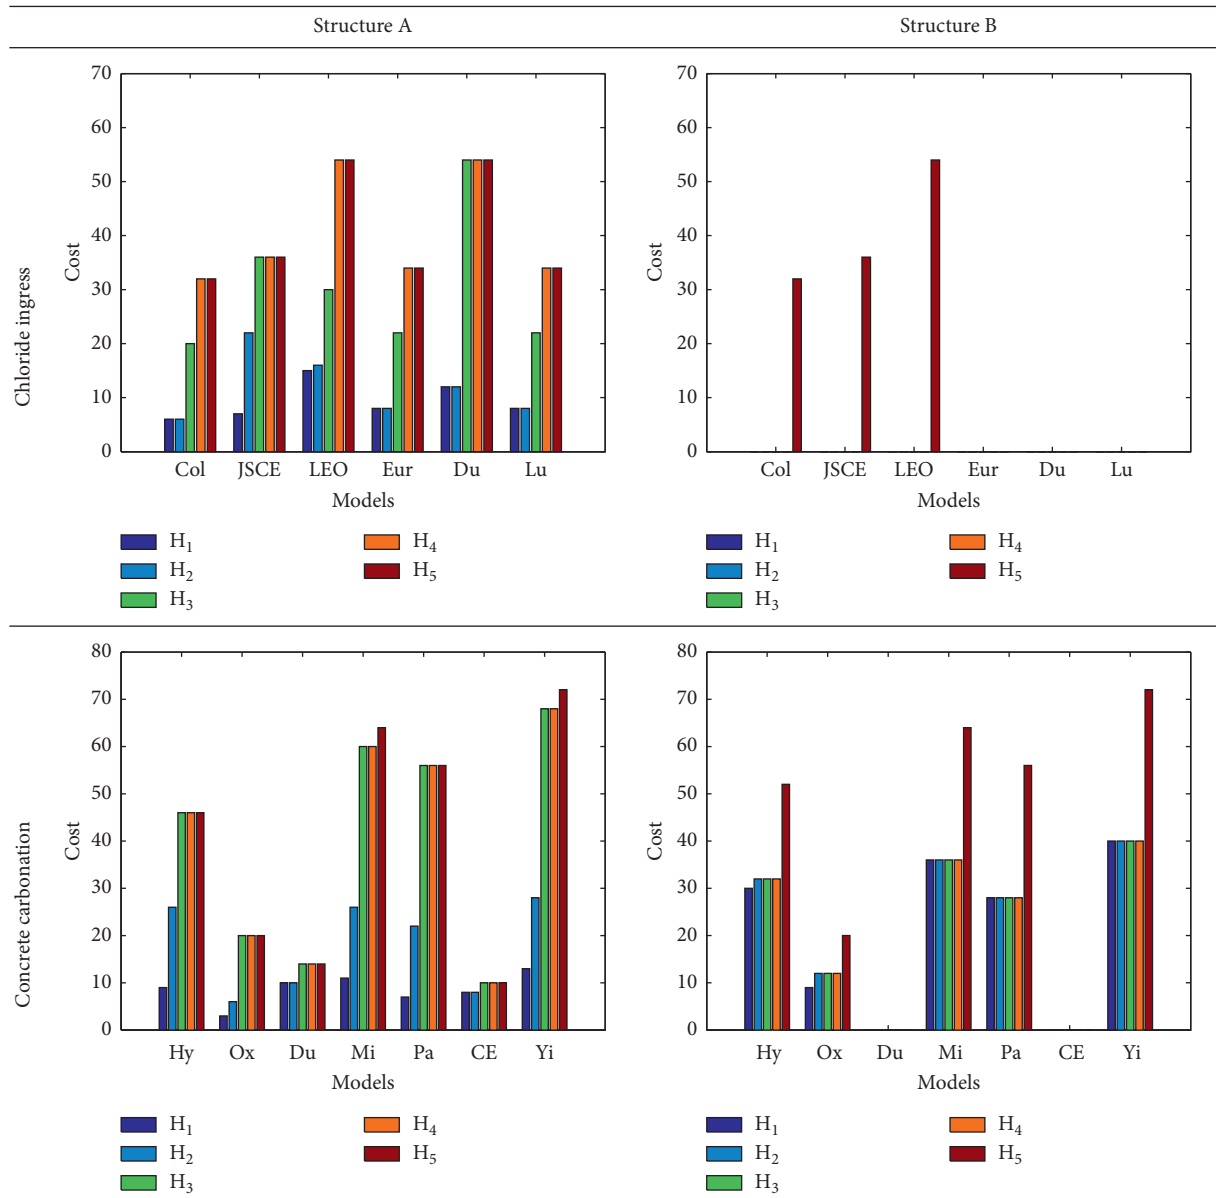 Structure A
Structure B
Chloride ingress
Cost
70
60
50
40
30
20
10
0
Col JSCE LEO Eur Du Lu
Models
H1
H2
H3
H4
H5
Cost
70
60
50
40
30
20
10
0
Col JSCE LEO Eur Du Lu
Models
H1
H2
H3
H4
H5
Concrete carbonation
Cost
80
70
60
50
40
30
20
10
0
Hy Ox Du Mi Pa CE Yi
Models
H1
H2
H3
H4
H5
Cost
80
70
60
50
40
30
20
10
0
Hy Ox Du Mi Pa CE Yi
Models
H1
H2
H3
H4
H5